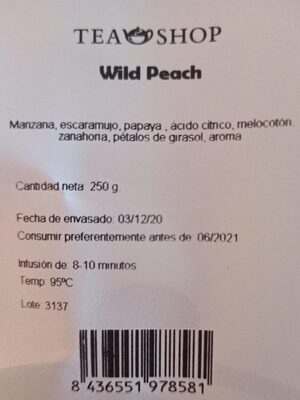 TEA SHOP
Wild Peach
Manzana, escaramujo, papaya , ácido cítrico, melocotón,
zanahoria, pétalos de girasol, aroma
Cantidad neta: 250 g.
Fecha de envasado: 03/12/20
Consumir preferentemente antes de: 06/2021
Infusión de: 8-10 minutos
Temp: 95ºC
Lote: 3137
8 436551 978581